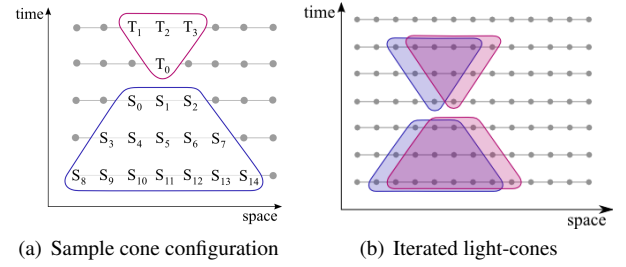 time
T1 T2 T3
T0
S0 S1 S2
S3 S4 S5 S6 S7
S8 S9 S10 S11 S12 S13 S14
space
(a) Sample cone configuration
time
space
(b) Iterated light-cones